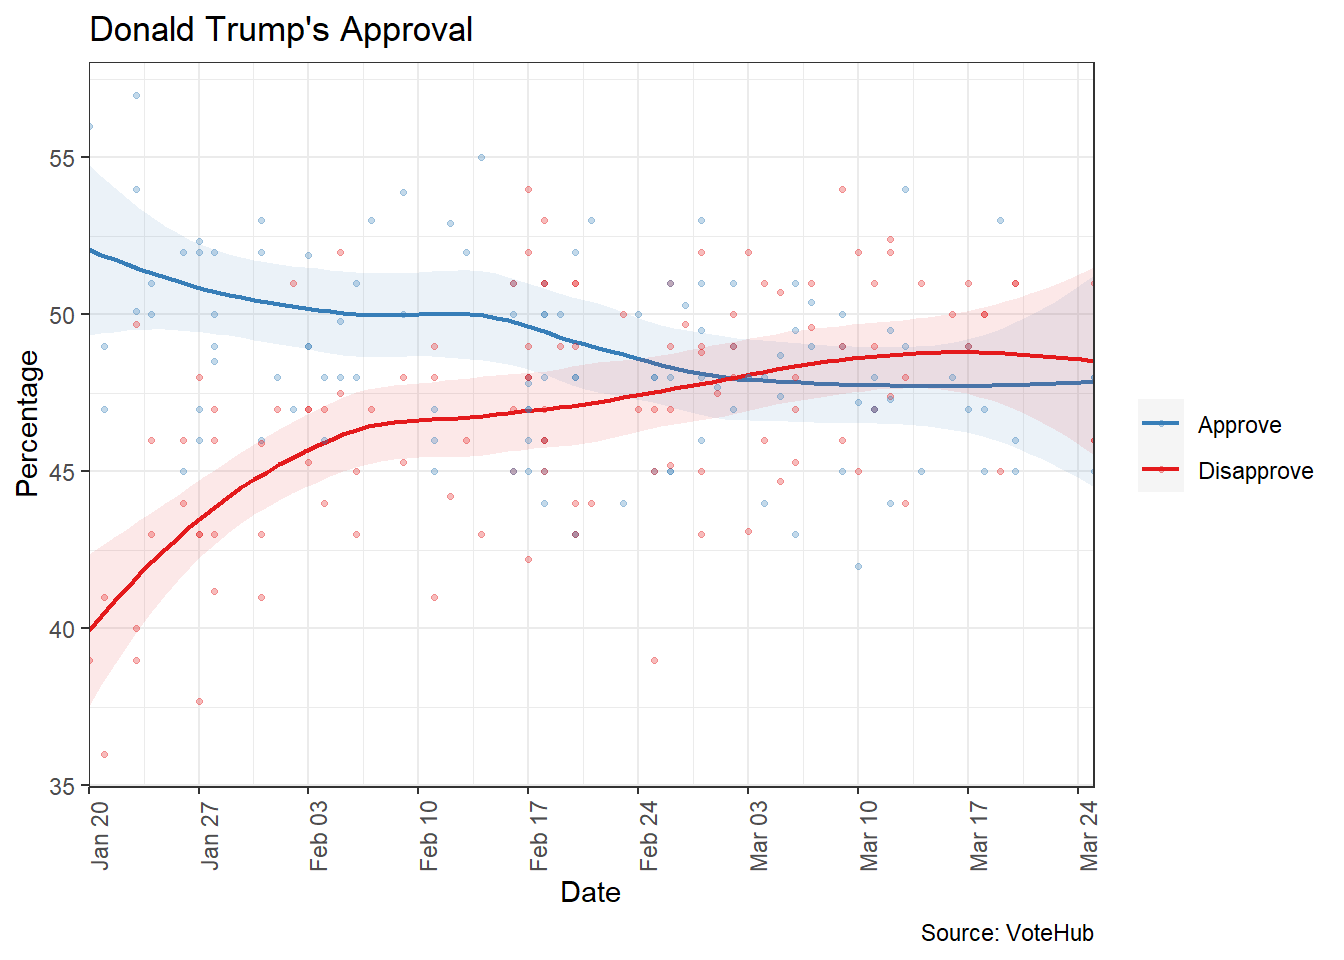 Donald Trump's Approval
Percentage
55
50
45
40
35
Jan 20
Jan 27
Feb 03
Feb 10
Feb 17
Feb 24
Mar 03
Mar 10
Mar 17
Mar 24
Date
Approve
Disapprove
Source: VoteHub